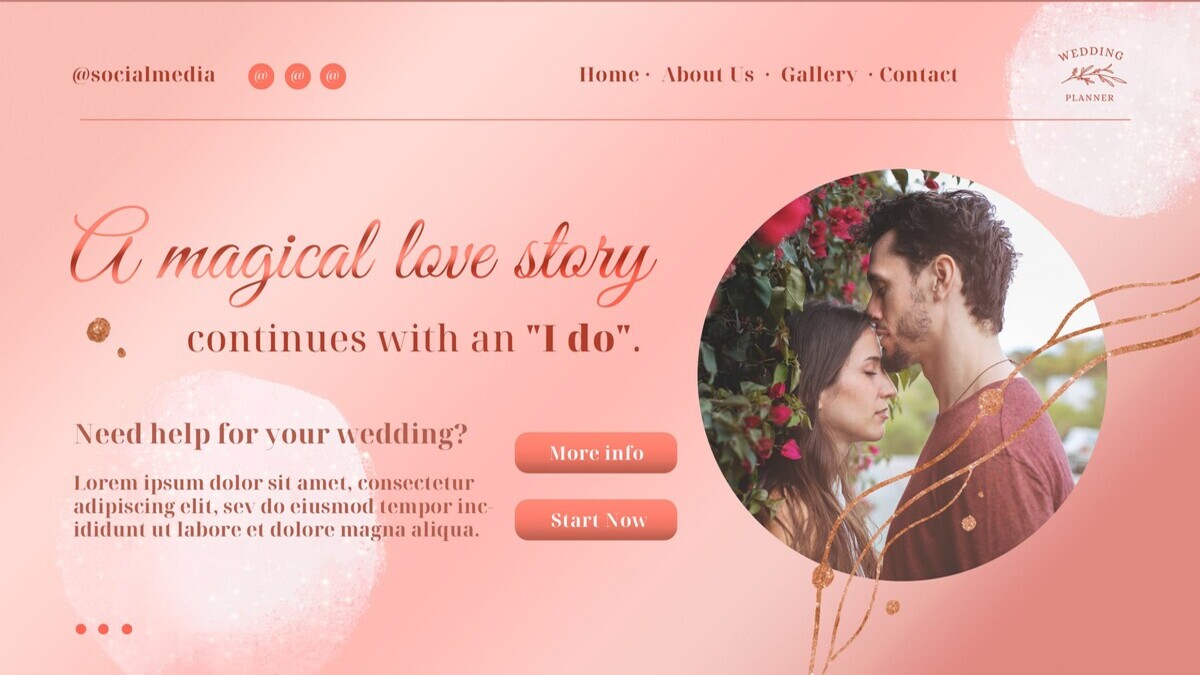 @socialmedia @ @ @ Home · About Us · Gallery · Contact
WEDDING
PLANNER
A magical love story
continues with an "I do".
Need help for your wedding?
Lorem ipsum dolor sit amet, consectetur
adipiscing elit, sev do eiusmod tempor inc-
ididunt ut labore et dolore magna aliqua.
More info
Start Now